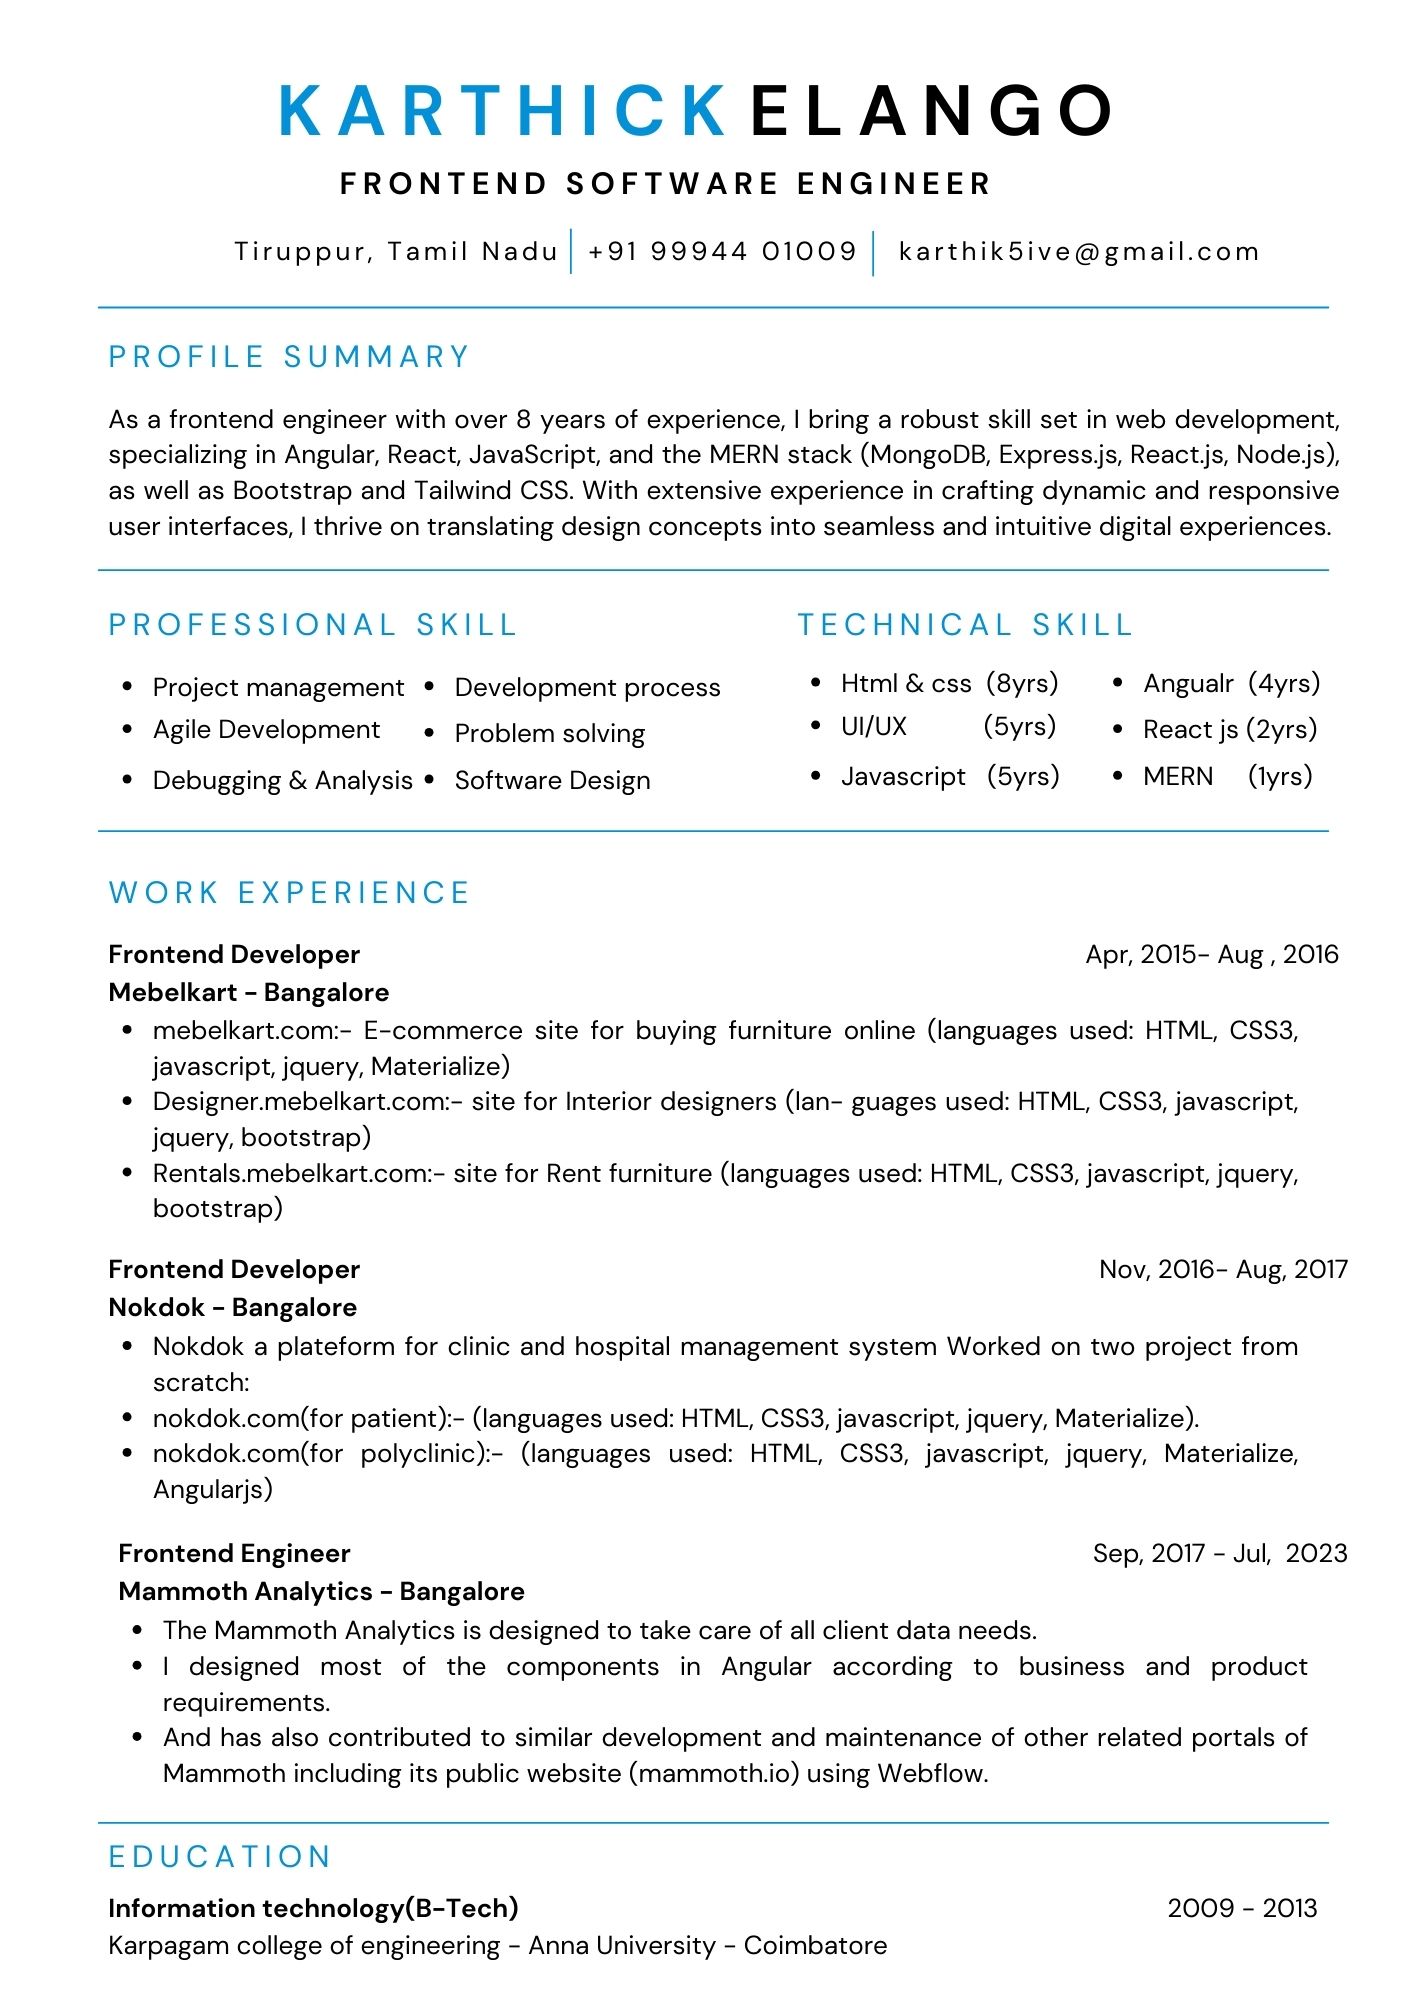 KARTHICK ELANGO
FRONTEND SOFTWARE ENGINEER
Tiruppur, Tamil Nadu
+91 99944 01009
karthik5ive@gmail.com
PROFILE SUMMARY
As a frontend engineer with over 8 years of experience, I bring a robust skill set in web development,
specializing in Angular, React, JavaScript, and the MERN stack (MongoDB, Express.js, React.js, Node.js),
as well as Bootstrap and Tailwind CSS. With extensive experience in crafting dynamic and responsive
user interfaces, I thrive on translating design concepts into seamless and intuitive digital experiences.
PROFESSIONAL SKILL
• Project management
• Agile Development
• Debugging & Analysis
• Development process
• Problem solving
• Software Design
TECHNICAL SKILL
• Html & css (8yrs)
• UI/UX (5yrs)
• Javascript (5yrs)
• Angualr (4yrs)
• React js (2yrs)
• MERN (1yrs)
WORK EXPERIENCE
Frontend Developer Apr, 2015- Aug , 2016
Mebelkart - Bangalore
• mebelkart.com:- E-commerce site for buying furniture online (languages used: HTML, CSS3,
javascript, jquery, Materialize)
• Designer.mebelkart.com:- site for Interior designers (lan- guages used: HTML, CSS3, javascript,
jquery, bootstrap)
• Rentals.mebelkart.com:- site for Rent furniture (languages used: HTML, CSS3, javascript, jquery,
bootstrap)
Frontend Developer Nov, 2016- Aug, 2017
Nokdok - Bangalore
• Nokdok a plateform for clinic and hospital management system Worked on two project from
scratch:
• nokdok.com(for patient):- (languages used: HTML, CSS3, javascript, jquery, Materialize).
• nokdok.com(for polyclinic):- (languages used: HTML, CSS3, javascript, jquery, Materialize,
Angularjs)
Frontend Engineer Sep, 2017 - Jul, 2023
Mammoth Analytics - Bangalore
• The Mammoth Analytics is designed to take care of all client data needs.
• I designed most of the components in Angular according to business and product
requirements.
• And has also contributed to similar development and maintenance of other related portals of
Mammoth including its public website (mammoth.io) using Webflow.
EDUCATION
Information technology(B-Tech) 2009 - 2013
Karpagam college of engineering - Anna University - Coimbatore